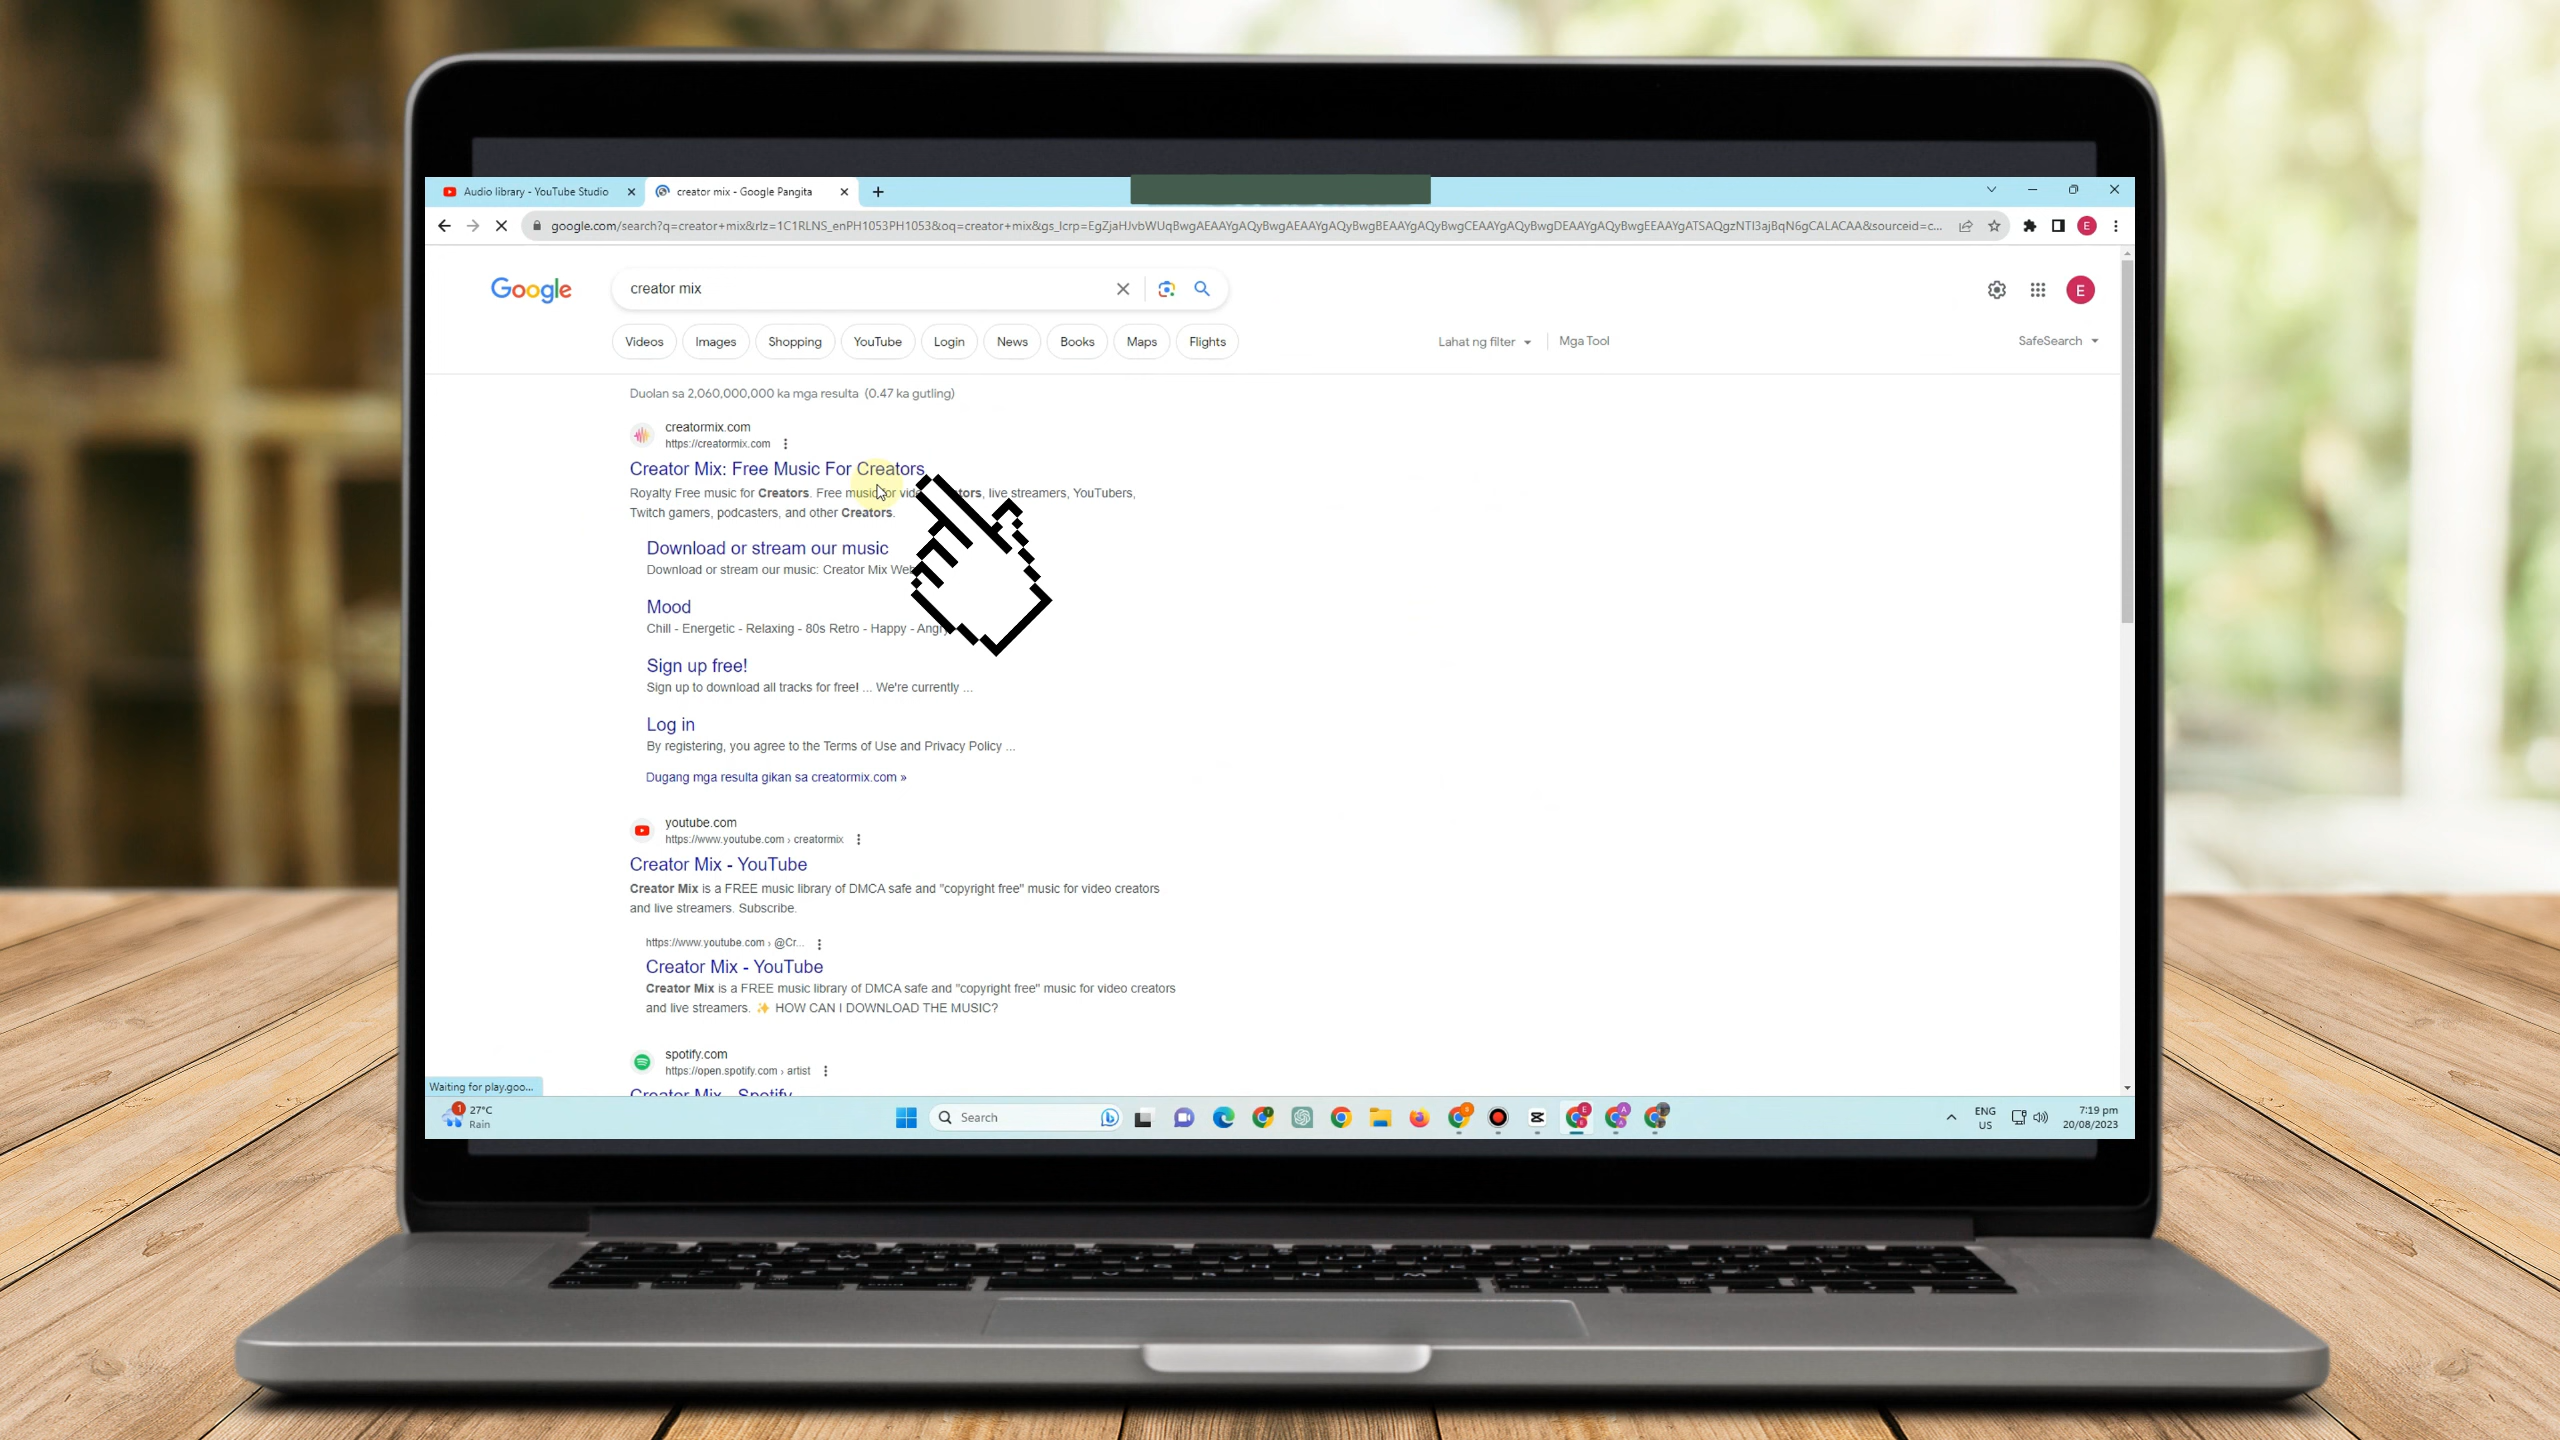 Audio library - YouTube Studio
creator mix - Google Pangita
google.com/search?q=creator+mix&rlz=1C1RLNS_enPH1053PH1053&oq=creator+mix&gs_lcrp=EgZjaHJvbWUqBwgAEAAYgAQyBwgAEAAYgAQyBwgBEAAYgAQyBwgCEAAYgAQyBwgDEAAYgAQyBwgEEAAYgATSAQgzNTI3ajBqN6gCALACAA&sourceid=c...
E
Google
creator mix
E
Videos
Images
Shopping
YouTube
Login
News
Books
Maps
Flights
Lahat ng filter
Mga Tool
SafeSearch
Duolan sa 2,060,000,000 ka mga resulta (0.47 ka gutling)
creatormix.com
https://creatormix.com
Creator Mix: Free Music For Creators
Royalty Free music for Creators. Free music for live streamers, YouTubers,
Twitch gamers, podcasters, and other Creators.
Download or stream our music
Download or stream our music: Creator Mix
Mood
Chill - Energetic - Relaxing - 80s Retro - Happy - Angry
Sign up free!
Sign up to download all tracks for free! ... We're currently ...
Log in
By registering, you agree to the Terms of Use and Privacy Policy ...
Dugang mga resulta gikan sa creatormix.com »
youtube.com
https://www.youtube.com › creatormix
Creator Mix - YouTube
Creator Mix is a FREE music library of DMCA safe and "copyright free" music for video creators
and live streamers. Subscribe.
https://www.youtube.com › @Cr...
Creator Mix - YouTube
Creator Mix is a FREE music library of DMCA safe and "copyright free" music for video creators
and live streamers. ✨ HOW CAN I DOWNLOAD THE MUSIC?
spotify.com
https://open.spotify.com › artist
Creator Mix - Spotify
Waiting for play.goo...
1
27°C
Rain
Search
ENG
US
7:19 pm
20/08/2023